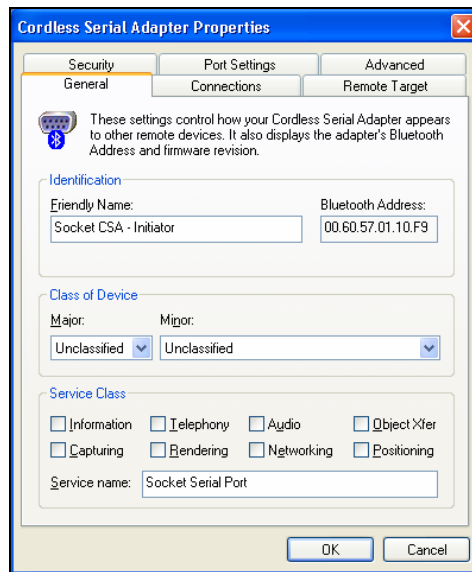 Cordless Serial Adapter Properties
Security Port Settings Advanced
General Connections Remote Target
These settings control how your Cordless Serial Adapter appears
to other remote devices. It also displays the adapter's Bluetooth
Address and firmware revision.
Identification
Friendly Name: Bluetooth Address:
Socket CSA - Initiator 00.60.57.01.10.F9
Class of Device
Major: Minor:
Unclassified Unclassified
Service Class
Information Telephony Audio Object Xfer
Capturing Rendering Networking Positioning
Service name: Socket Serial Port
OK Cancel